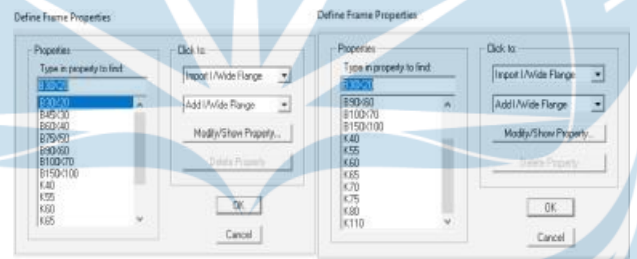 Define Frame Properties
Properties
Type in property to find:
B30X20
B30X20
B45X30
B60X40
B75X50
B90X60
B100X70
B150X100
K40
K55
K60
K65
Click to:
Import I/Wide Flange
Add I/Wide Flange
Modify/Show Property...
Delete Property
OK
Cancel
Define Frame Properties
Properties
Type in property to find:
B30X20
B90X60
B100X70
B150X100
K40
K55
K60
K65
K70
K75
K80
K110
Click to:
Import I/Wide Flange
Add I/Wide Flange
Modify/Show Property...
Delete Property
OK
Cancel